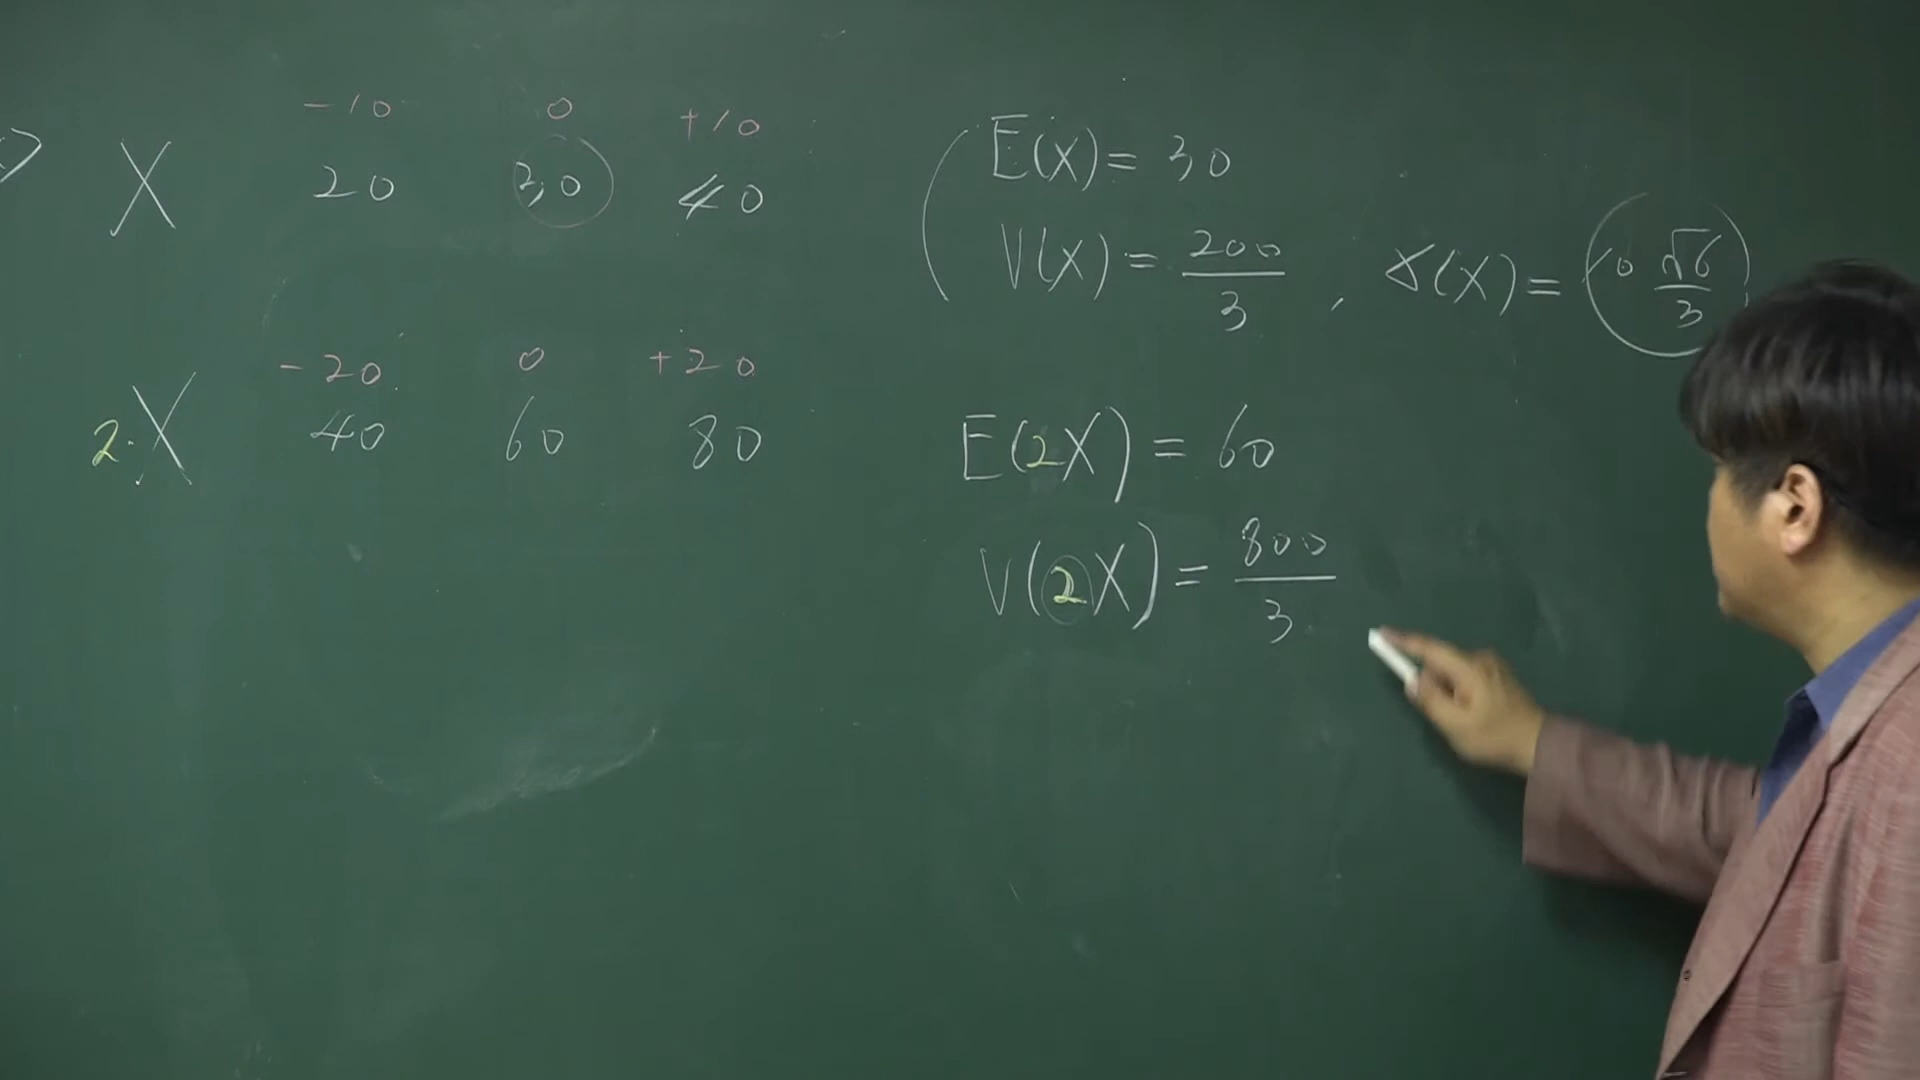 -10 0 +10
X 20 30 40
-20 0 +20
2·X 40 60 80
E(X) = 30
V(X) = 200/3 , σ(X) = 10 √6/3
E(2X) = 60
V(2X) = 800/3